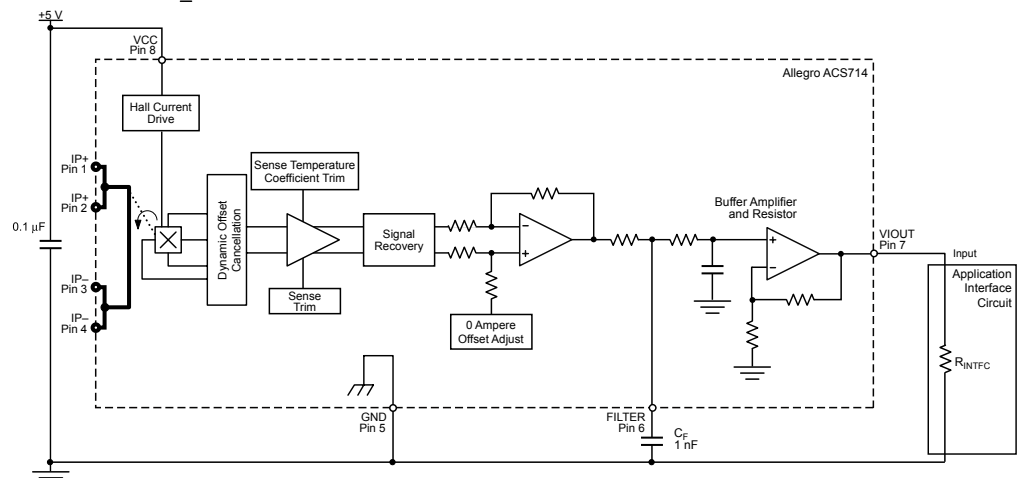 +5 V
VCC
Pin 8
Allegro ACS714
Hall Current
Drive
IP+
Pin 1
IP+
Pin 2
IP–
Pin 3
IP–
Pin 4
0.1 µF
Dynamic Offset
Cancellation
Sense Temperature
Coefficient Trim
Sense
Trim
Signal
Recovery
0 Ampere
Offset Adjust
–
+
Buffer Amplifier
and Resistor
+
–
VIOUT
Pin 7
Input
Application
Interface
Circuit
RINTFC
GND
Pin 5
FILTER
Pin 6
CF
1 nF